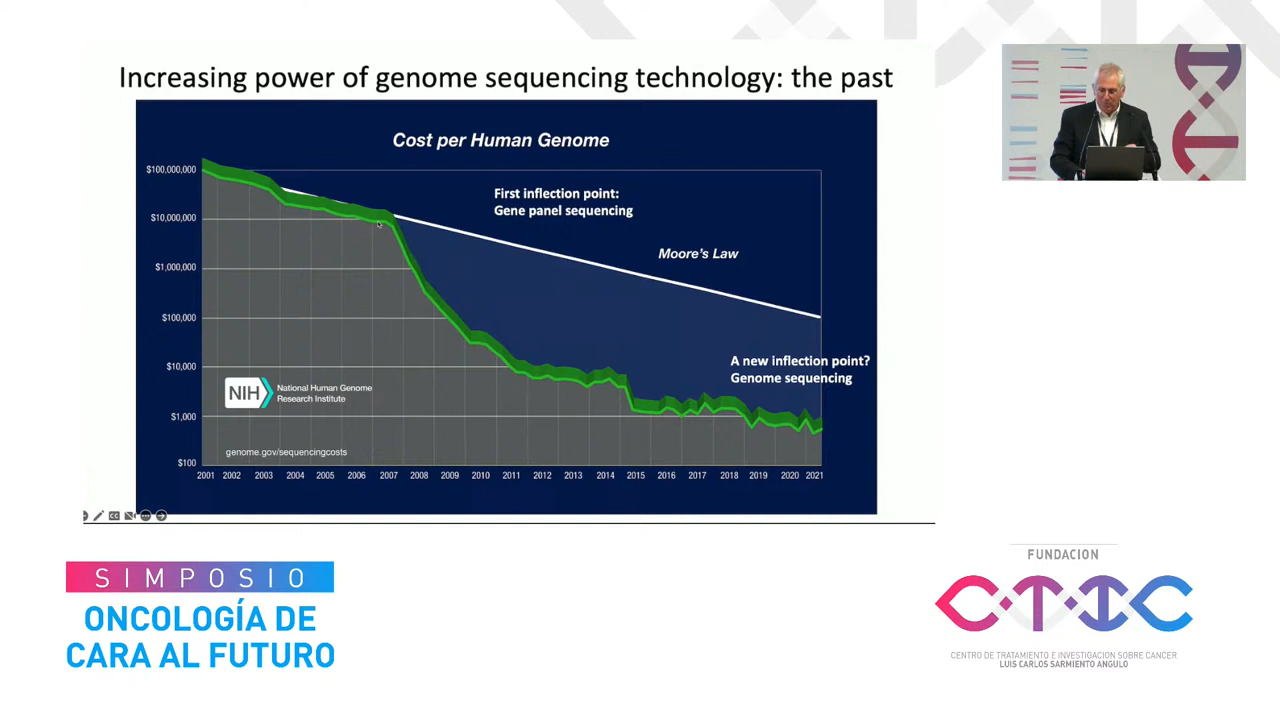 Increasing power of genome sequencing technology: the past
Cost per Human Genome
$100,000,000
$10,000,000
$1,000,000
$100,000
$10,000
$1,000
$100
First inflection point:
Gene panel sequencing
Moore's Law
A new inflection point?
Genome sequencing
NIH
National Human Genome
Research Institute
genome.gov/sequencingcosts
2001 2002 2003 2004 2005 2006 2007 2008 2009 2010 2011 2012 2013 2014 2015 2016 2017 2018 2019 2020 2021
CC
SIMPOSIO
ONCOLOGÍA DE
CARA AL FUTURO
FUNDACION
CTIC
CENTRO DE TRATAMIENTO E INVESTIGACION SOBRE CANCER
LUIS CARLOS SARMIENTO ANGULO